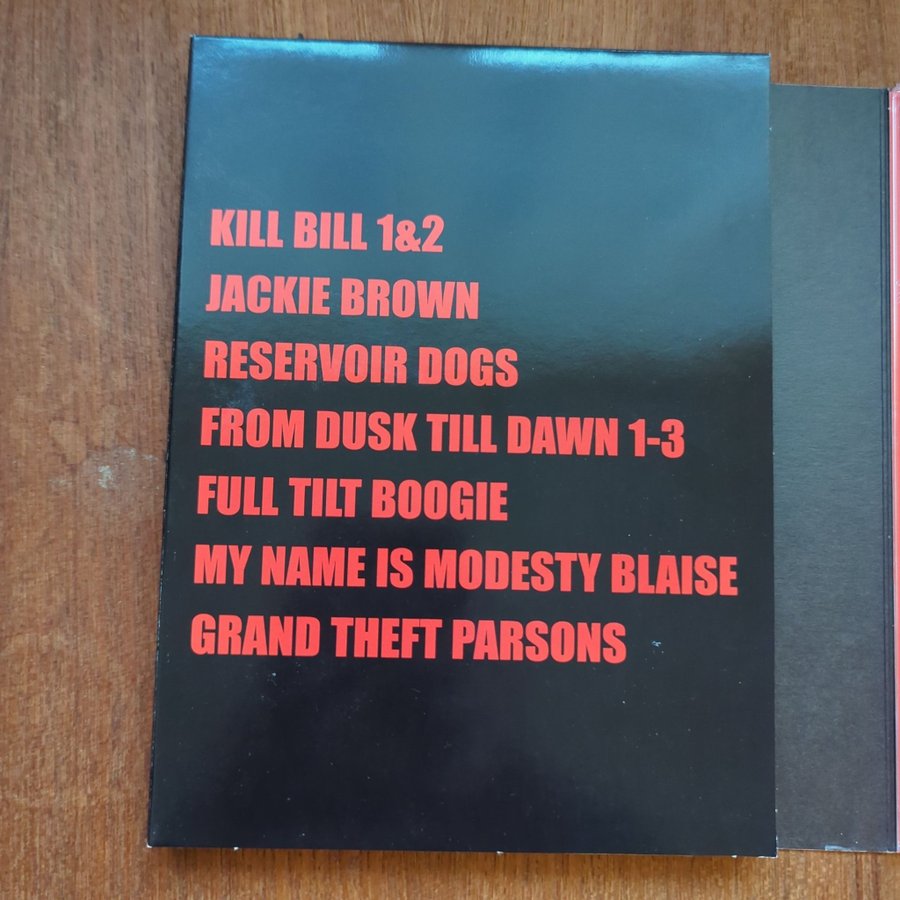 KILL BILL 1&2
JACKIE BROWN
RESERVOIR DOGS
FROM DUSK TILL DAWN 1-3
FULL TILT BOOGIE
MY NAME IS MODESTY BLAISE
GRAND THEFT PARSONS